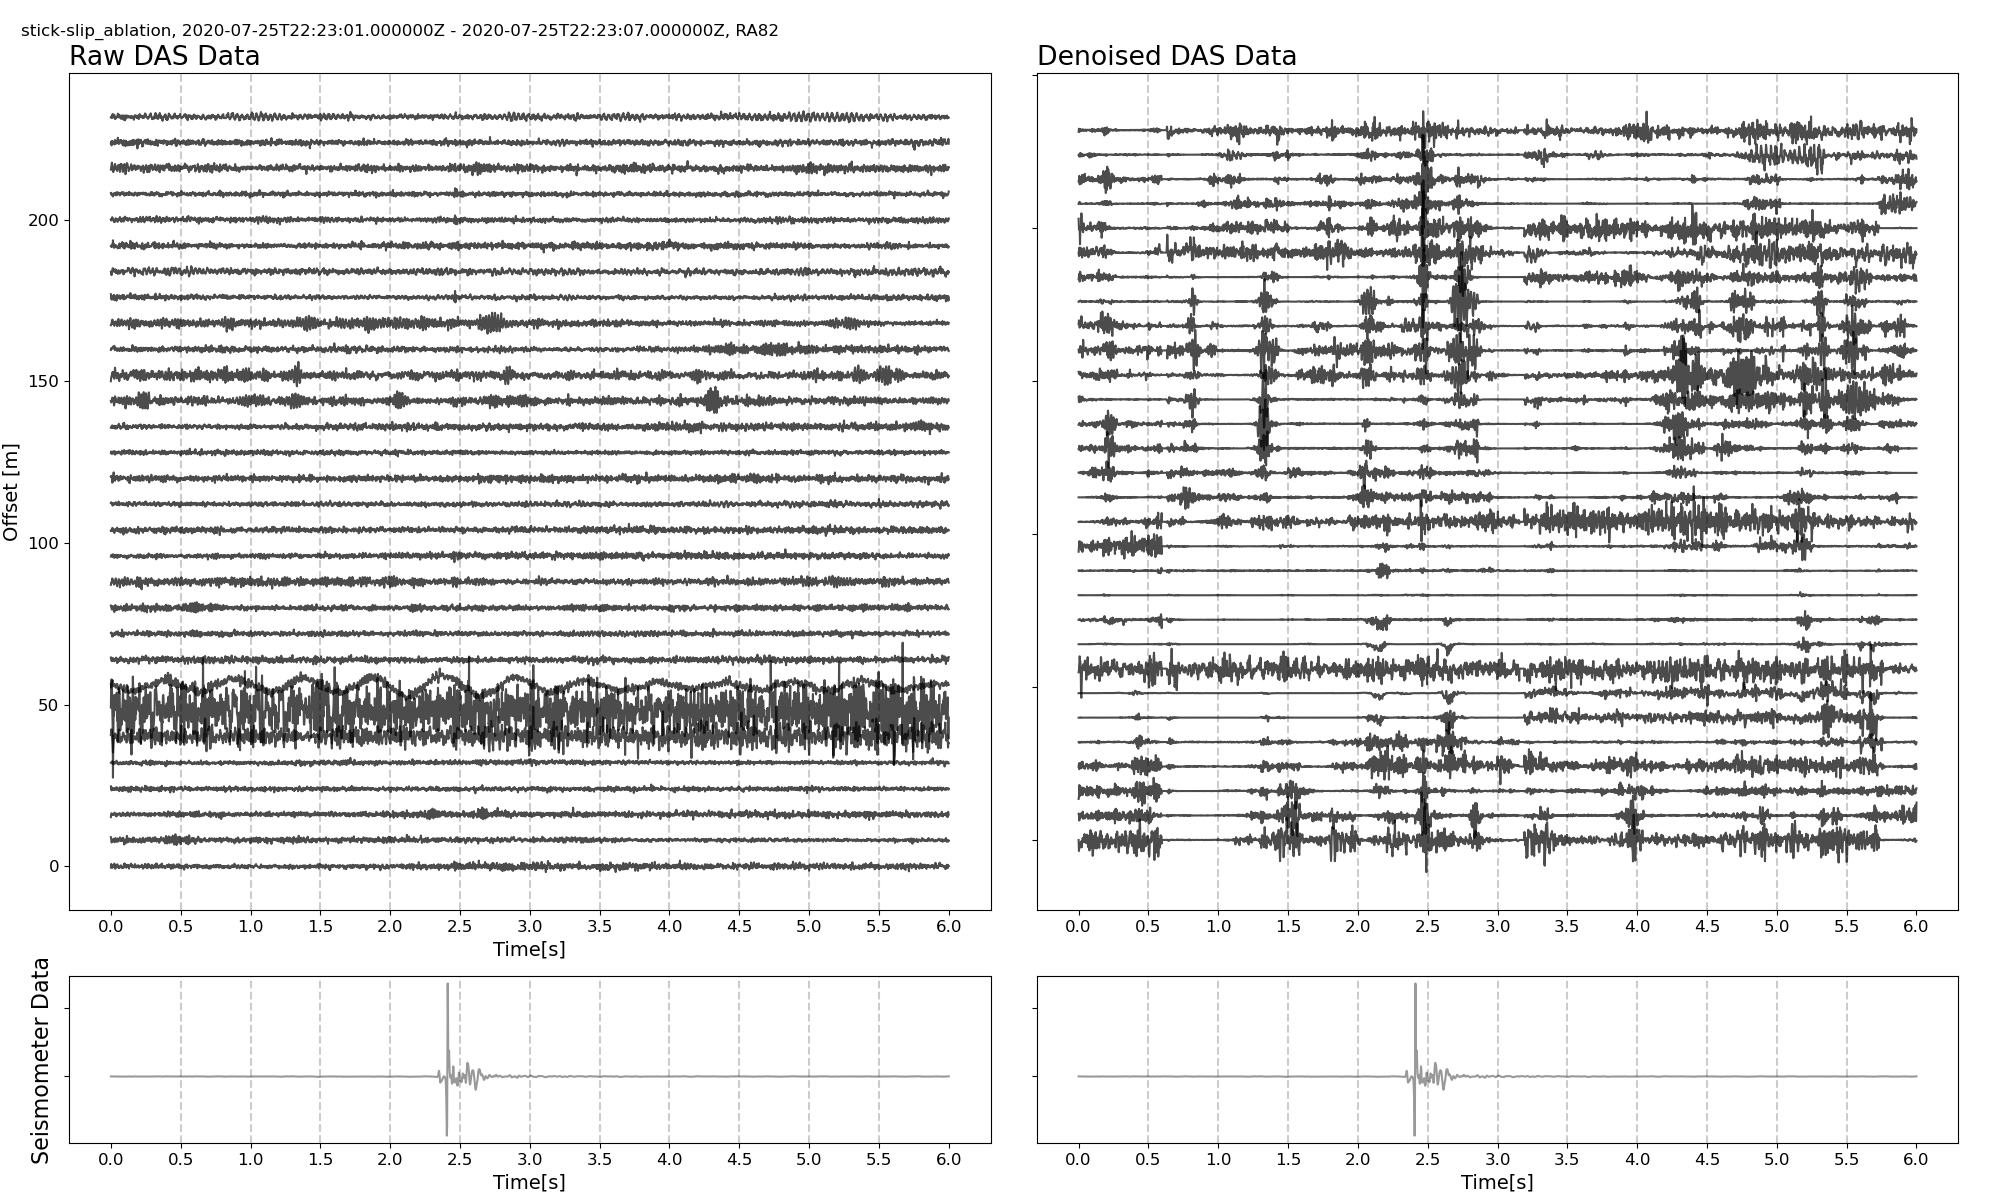 stick-slip_ablation, 2020-07-25T22:23:01.000000Z - 2020-07-25T22:23:07.000000Z, RA82
Raw DAS Data
Denoised DAS Data
Offset [m]
200
150
100
50
0
0.0 0.5 1.0 1.5 2.0 2.5 3.0 3.5 4.0 4.5 5.0 5.5 6.0
Time[s]
0.0 0.5 1.0 1.5 2.0 2.5 3.0 3.5 4.0 4.5 5.0 5.5 6.0
Seismometer Data
0.0 0.5 1.0 1.5 2.0 2.5 3.0 3.5 4.0 4.5 5.0 5.5 6.0
Time[s]
0.0 0.5 1.0 1.5 2.0 2.5 3.0 3.5 4.0 4.5 5.0 5.5 6.0
Time[s]